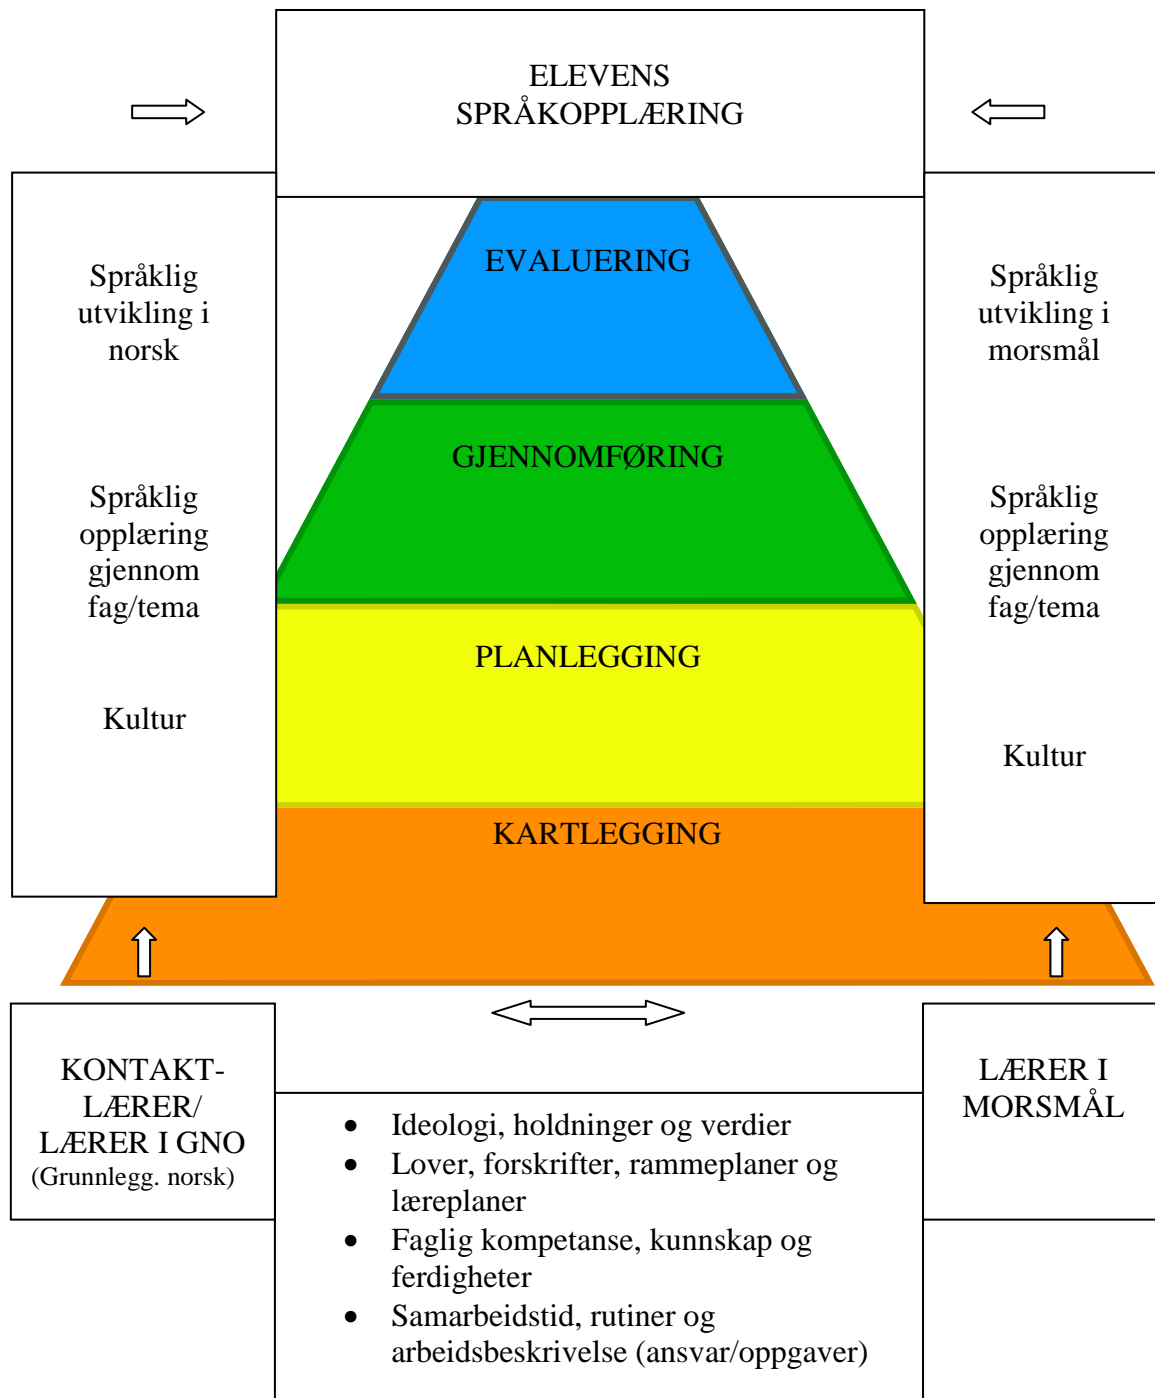 ELEVENS
SPRÅKOPPLÆRING
Språklig
utvikling i
norsk
Språklig
opplæring
gjennom
fag/tema
Kultur
EVALUERING
GJENNOMFØRING
PLANLEGGING
KARTLEGGING
Språklig
utvikling i
morsmål
Språklig
opplæring
gjennom
fag/tema
Kultur
KONTAKT-
LÆRER/
LÆRER I GNO
(Grunnlegg. norsk)
• Ideologi, holdninger og verdier
• Lover, forskrifter, rammeplaner og
læreplaner
• Faglig kompetanse, kunnskap og
ferdigheter
• Samarbeidstid, rutiner og
arbeidsbeskrivelse (ansvar/oppgaver)
LÆRER I
MORSMÅL